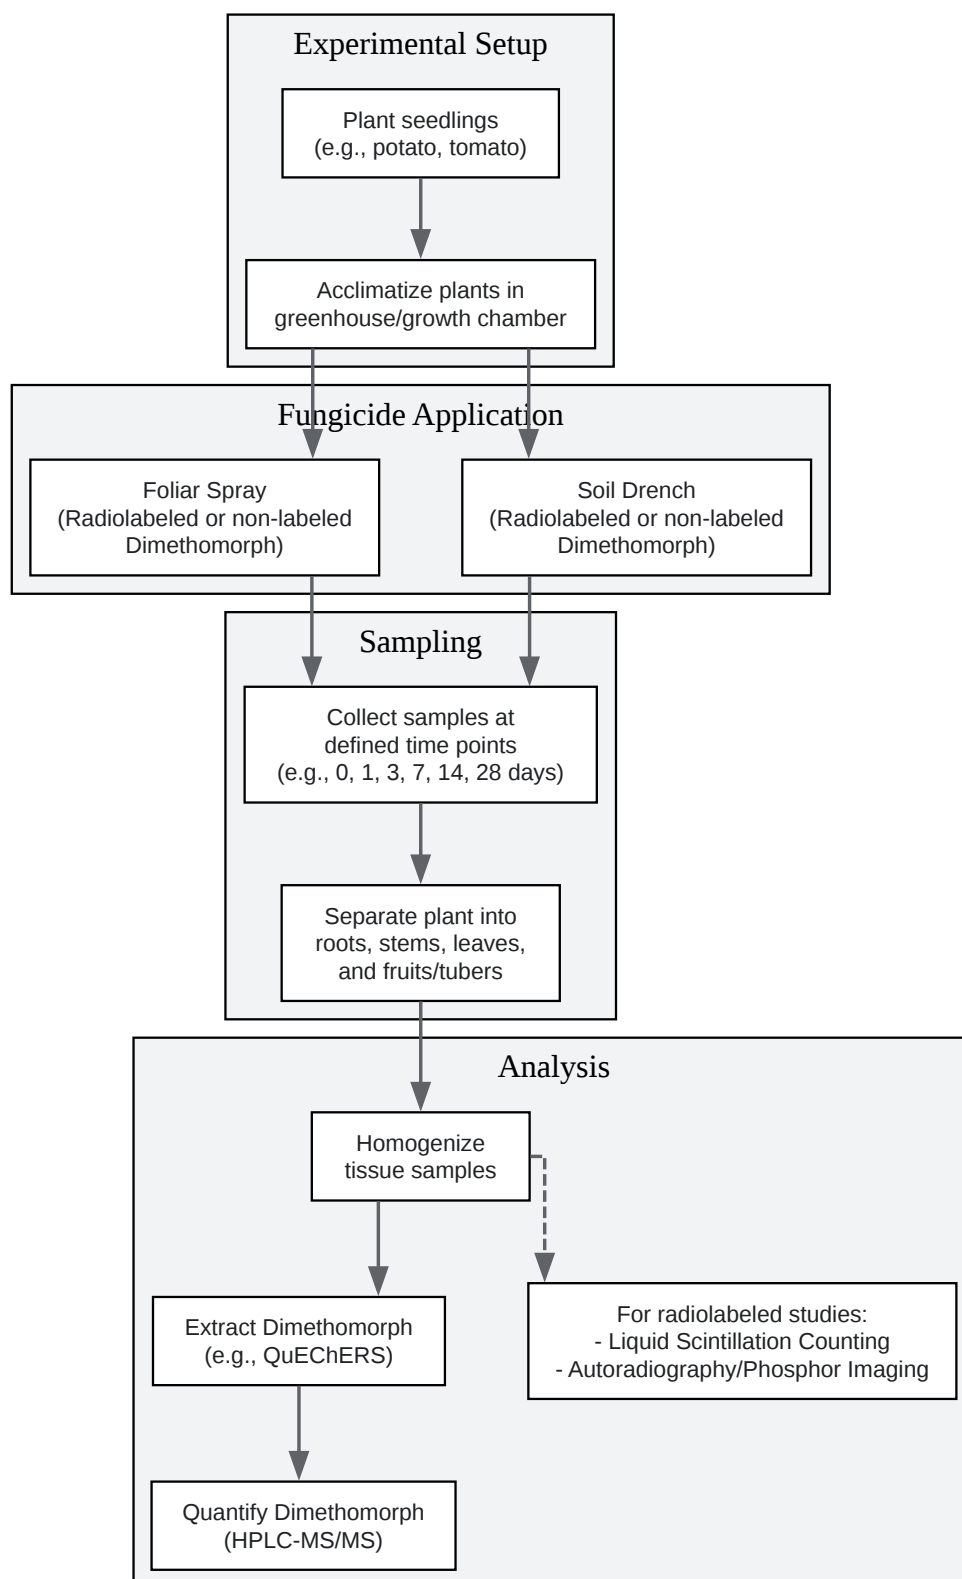 Experimental Setup
Plant seedlings
(e.g., potato, tomato)
Acclimatize plants in
greenhouse/growth chamber
Fungicide Application
Foliar Spray
(Radiolabeled or non-labeled
Dimethomorph)
Soil Drench
(Radiolabeled or non-labeled
Dimethomorph)
Sampling
Collect samples at
defined time points
(e.g., 0, 1, 3, 7, 14, 28 days)
Separate plant into
roots, stems, leaves,
and fruits/tubers
Analysis
Homogenize
tissue samples
Extract Dimethomorph
(e.g., QuEChERS)
For radiolabeled studies:
- Liquid Scintillation Counting
- Autoradiography/Phosphor Imaging
Quantify Dimethomorph
(HPLC-MS/MS)